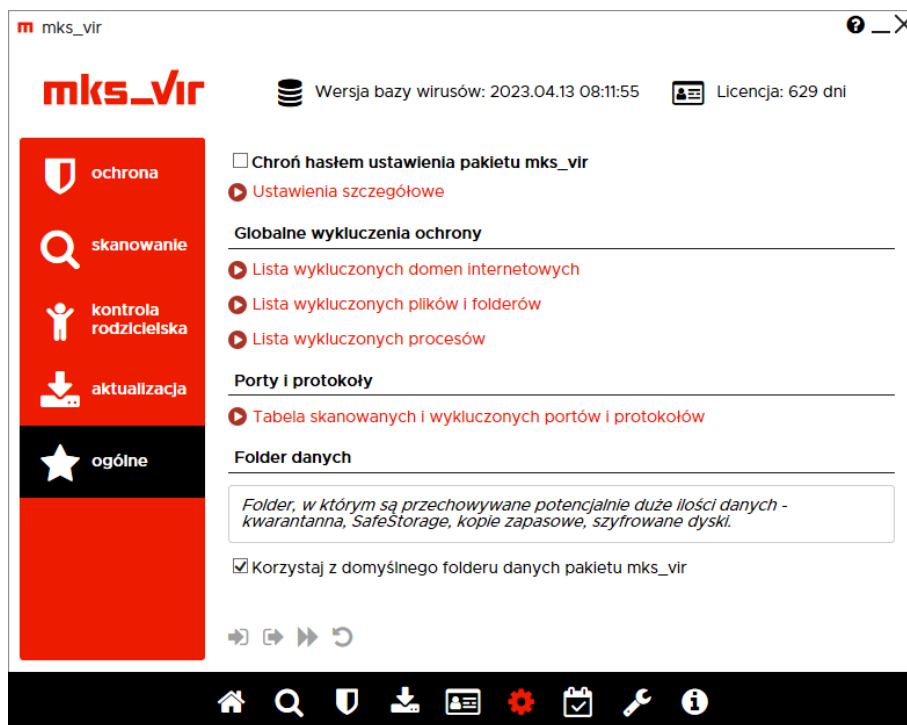 mks_vir
mks_vir
Wersja bazy wirusów: 2023.04.13 08:11:55
Licencja: 629 dni
ochrona
skanowanie
kontrola
rodzicielska
aktualizacja
ogólne
Chroń hasłem ustawienia pakietu mks_vir
Ustawienia szczegółowe
Globalne wykluczenia ochrony
Lista wykluczonych domen internetowych
Lista wykluczonych plików i folderów
Lista wykluczonych procesów
Porty i protokoły
Tabela skanowanych i wykluczonych portów i protokołów
Folder danych
Folder, w którym są przechowywane potencjalnie duże ilości danych -
kwarantanna, SafeStorage, kopie zapasowe, szyfrowane dyski.
Korzystaj z domyślnego folderu danych pakietu mks_vir